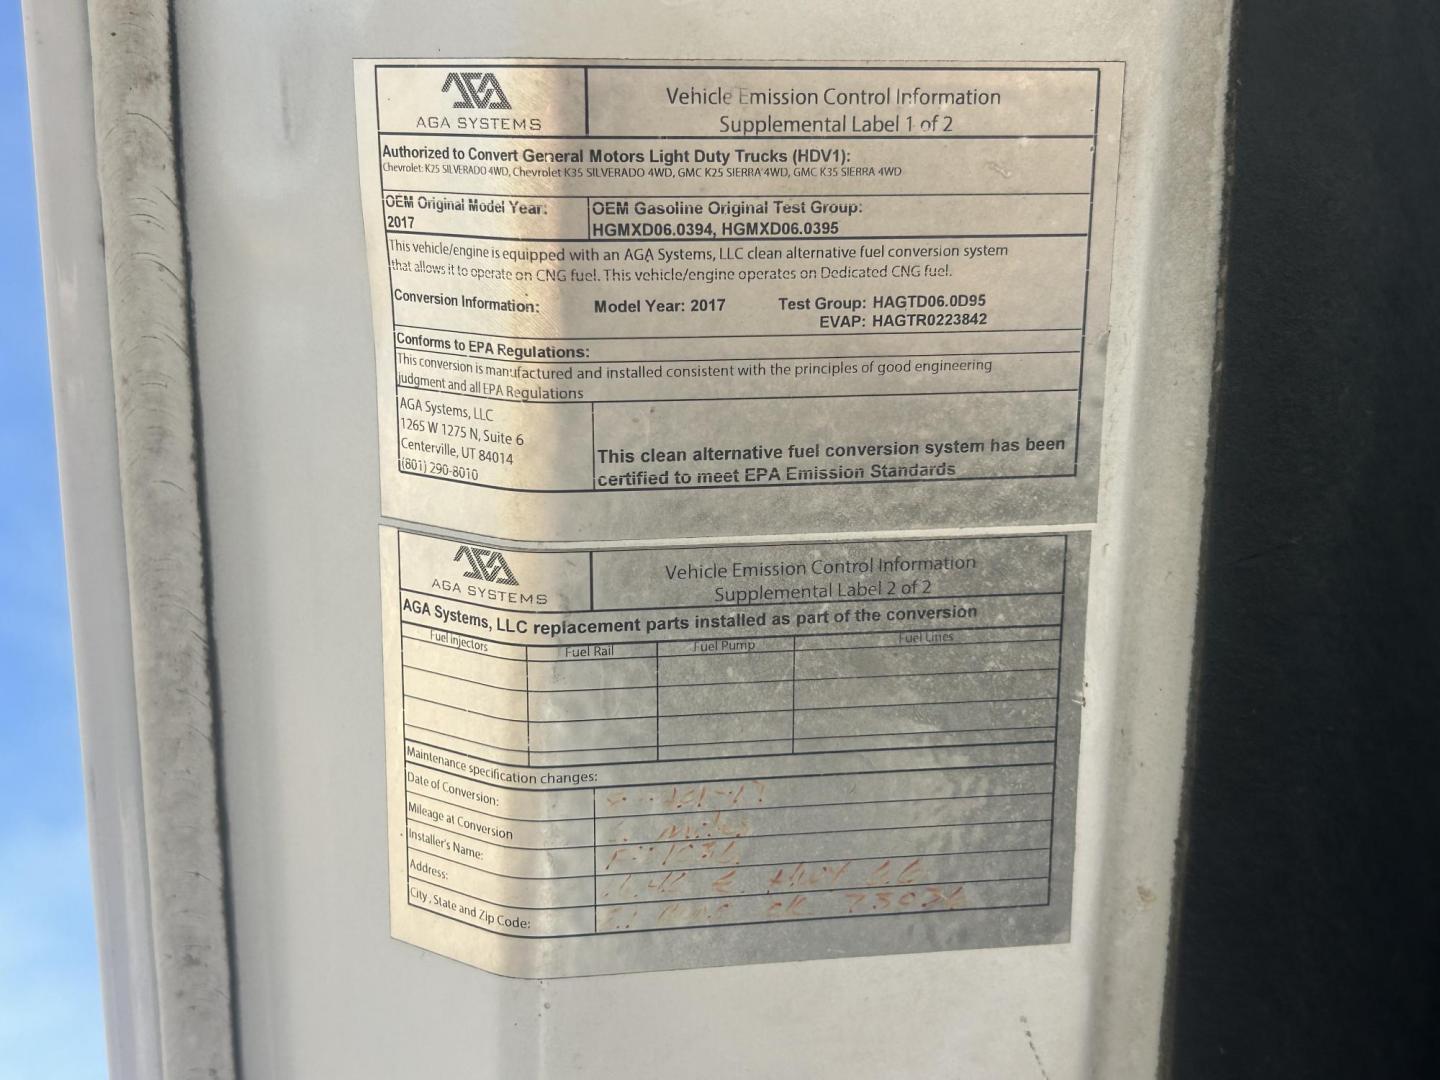 AGA SYSTEMS
Vehicle Emission Control Information
Supplemental Label 1 of 2
Authorized to Convert General Motors Light Duty Trucks (HDV1):
Chevrolet K25 SILVERADO 4WD, Chevrolet K35 SILVERADO 4WD, GMC K25 SIERRA 4WD, GMC K35 SIERRA 4WD
OEM Original Model Year:
2017
OEM Gasoline Original Test Group:
HGMXD06.0394, HGMXD06.0395
This vehicle/engine is equipped with an AGA Systems, LLC clean alternative fuel conversion system
that allows it to operate on CNG fuel. This vehicle/engine operates on Dedicated CNG fuel.
Conversion Information: Model Year: 2017 Test Group: HAGTD06.0D95
EVAP: HAGTR0223842
Conforms to EPA Regulations:
This conversion is manufactured and installed consistent with the principles of good engineering
judgment and all EPA Regulations
AGA Systems, LLC
1265 W 1275 N, Suite 6
Centerville, UT 84014
(801) 290-8010
This clean alternative fuel conversion system has been
certified to meet EPA Emission Standards
AGA SYSTEMS
Vehicle Emission Control Information
Supplemental Label 2 of 2
AGA Systems, LLC replacement parts installed as part of the conversion
Fuel Injectors Fuel Rail Fuel Pump Fuel Lines
Maintenance specification changes:
Date of Conversion:
Mileage at Conversion miles
Installer's Name:
Address: E. HWY 66
City, State and Zip Code: OK 73036